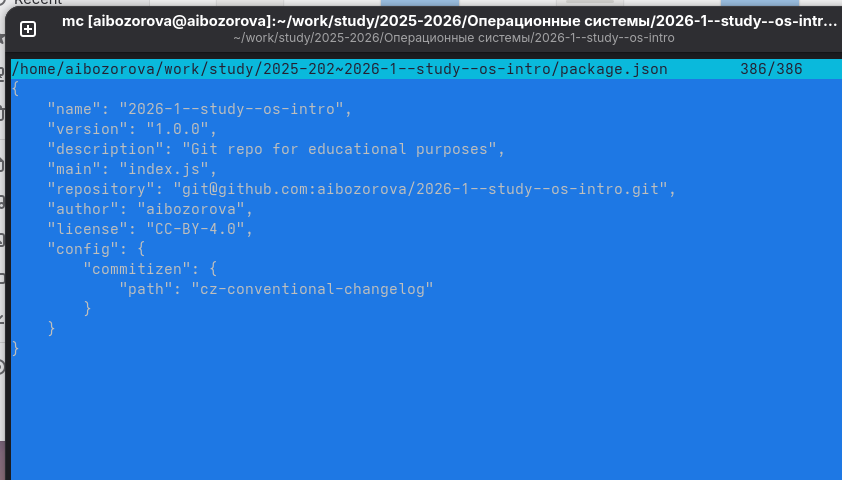 Recent
mc [aibozorova@aibozorova]:~/work/study/2025-2026/Операционные системы/2026-1--study--os-intr...
~/work/study/2025-2026/Операционные системы/2026-1--study--os-intro
/home/aibozorova/work/study/2025-202~2026-1--study--os-intro/package.json 386/386
{
    "name": "2026-1--study--os-intro",
    "version": "1.0.0",
    "description": "Git repo for educational purposes",
    "main": "index.js",
    "repository": "git@github.com:aibozorova/2026-1--study--os-intro.git",
    "author": "aibozorova",
    "license": "CC-BY-4.0",
    "config": {
        "commitizen": {
            "path": "cz-conventional-changelog"
        }
    }
}